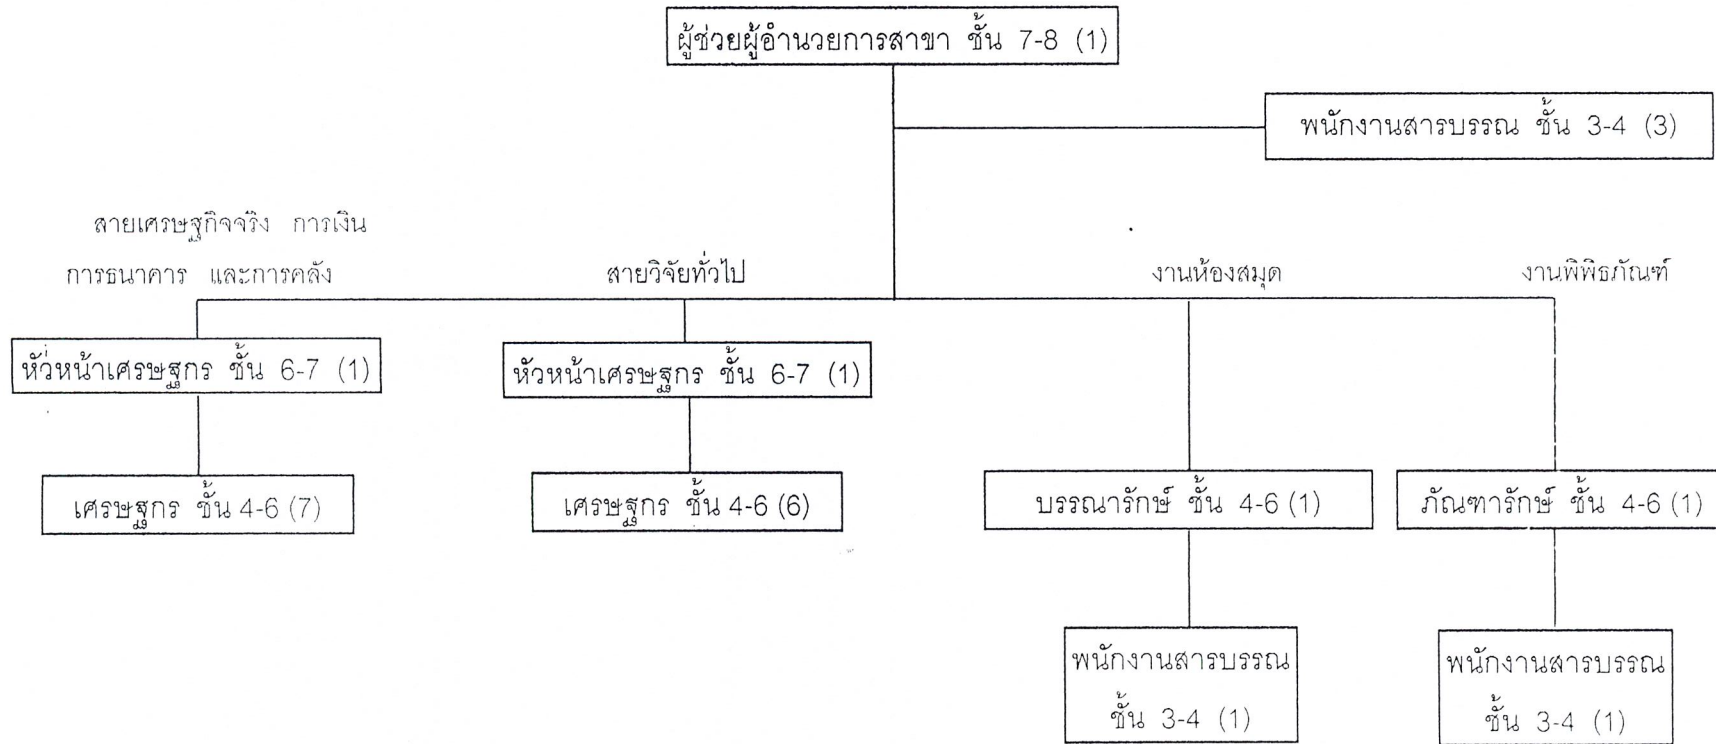 ผู้ช่วยผู้อำนวยการสาขา ชั้น 7-8 (1)
พนักงานสารบรรณ ชั้น 3-4 (3)
สายเศรษฐกิจจริง การเงิน
การธนาคาร และการคลัง
สายวิจัยทั่วไป
งานห้องสมุด
งานพิพิธภัณฑ์
หัวหน้าเศรษฐกร ชั้น 6-7 (1)
หัวหน้าเศรษฐกร ชั้น 6-7 (1)
เศรษฐกร ชั้น 4-6 (7)
เศรษฐกร ชั้น 4-6 (6)
บรรณารักษ์ ชั้น 4-6 (1)
ภัณฑารักษ์ ชั้น 4-6 (1)
พนักงานสารบรรณ
ชั้น 3-4 (1)
พนักงานสารบรรณ
ชั้น 3-4 (1)